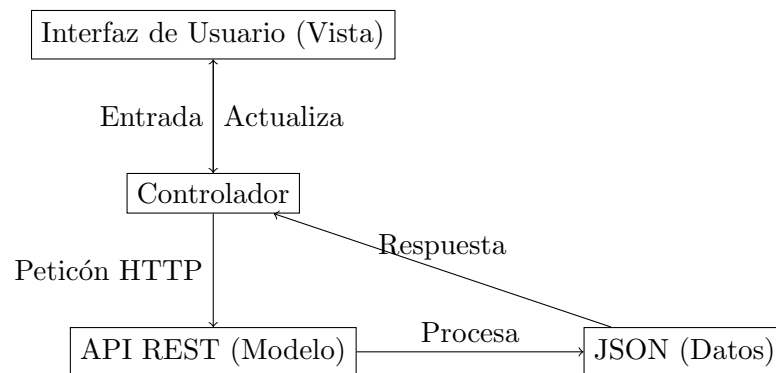 Interfaz de Usuario (Vista)
Entrada
Actualiza
Controlador
Respuesta
Peticón HTTP
Procesa
API REST (Modelo)
JSON (Datos)